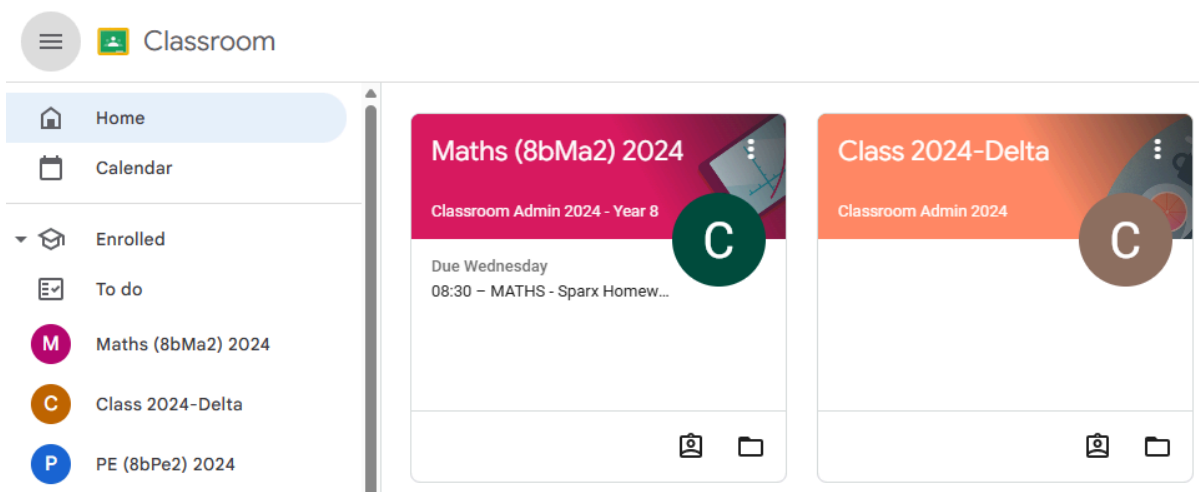 Classroom
Home
Calendar
Enrolled
To do
M Maths (8bMa2) 2024
C Class 2024-Delta
P PE (8bPe2) 2024
Maths (8bMa2) 2024
Classroom Admin 2024 - Year 8
C
Due Wednesday
08:30 – MATHS - Sparx Homew...
Class 2024-Delta
Classroom Admin 2024
C